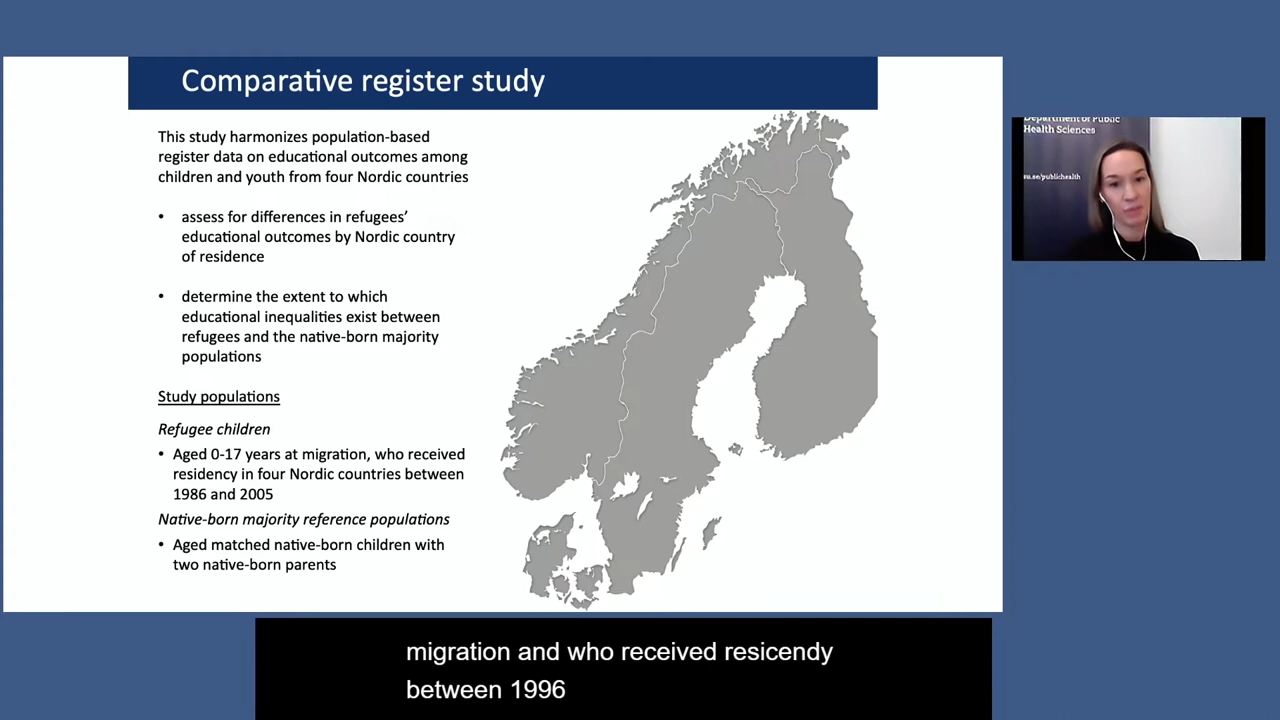 Comparative register study
This study harmonizes population-based
register data on educational outcomes among
children and youth from four Nordic countries
• assess for differences in refugees’
educational outcomes by Nordic country
of residence
• determine the extent to which
educational inequalities exist between
refugees and the native-born majority
populations
Study populations
Refugee children
• Aged 0-17 years at migration, who received
residency in four Nordic countries between
1986 and 2005
Native-born majority reference populations
• Aged matched native-born children with
two native-born parents
Department of Public
Health Sciences
su.se/publichealth
migration and who received resicendy
between 1996